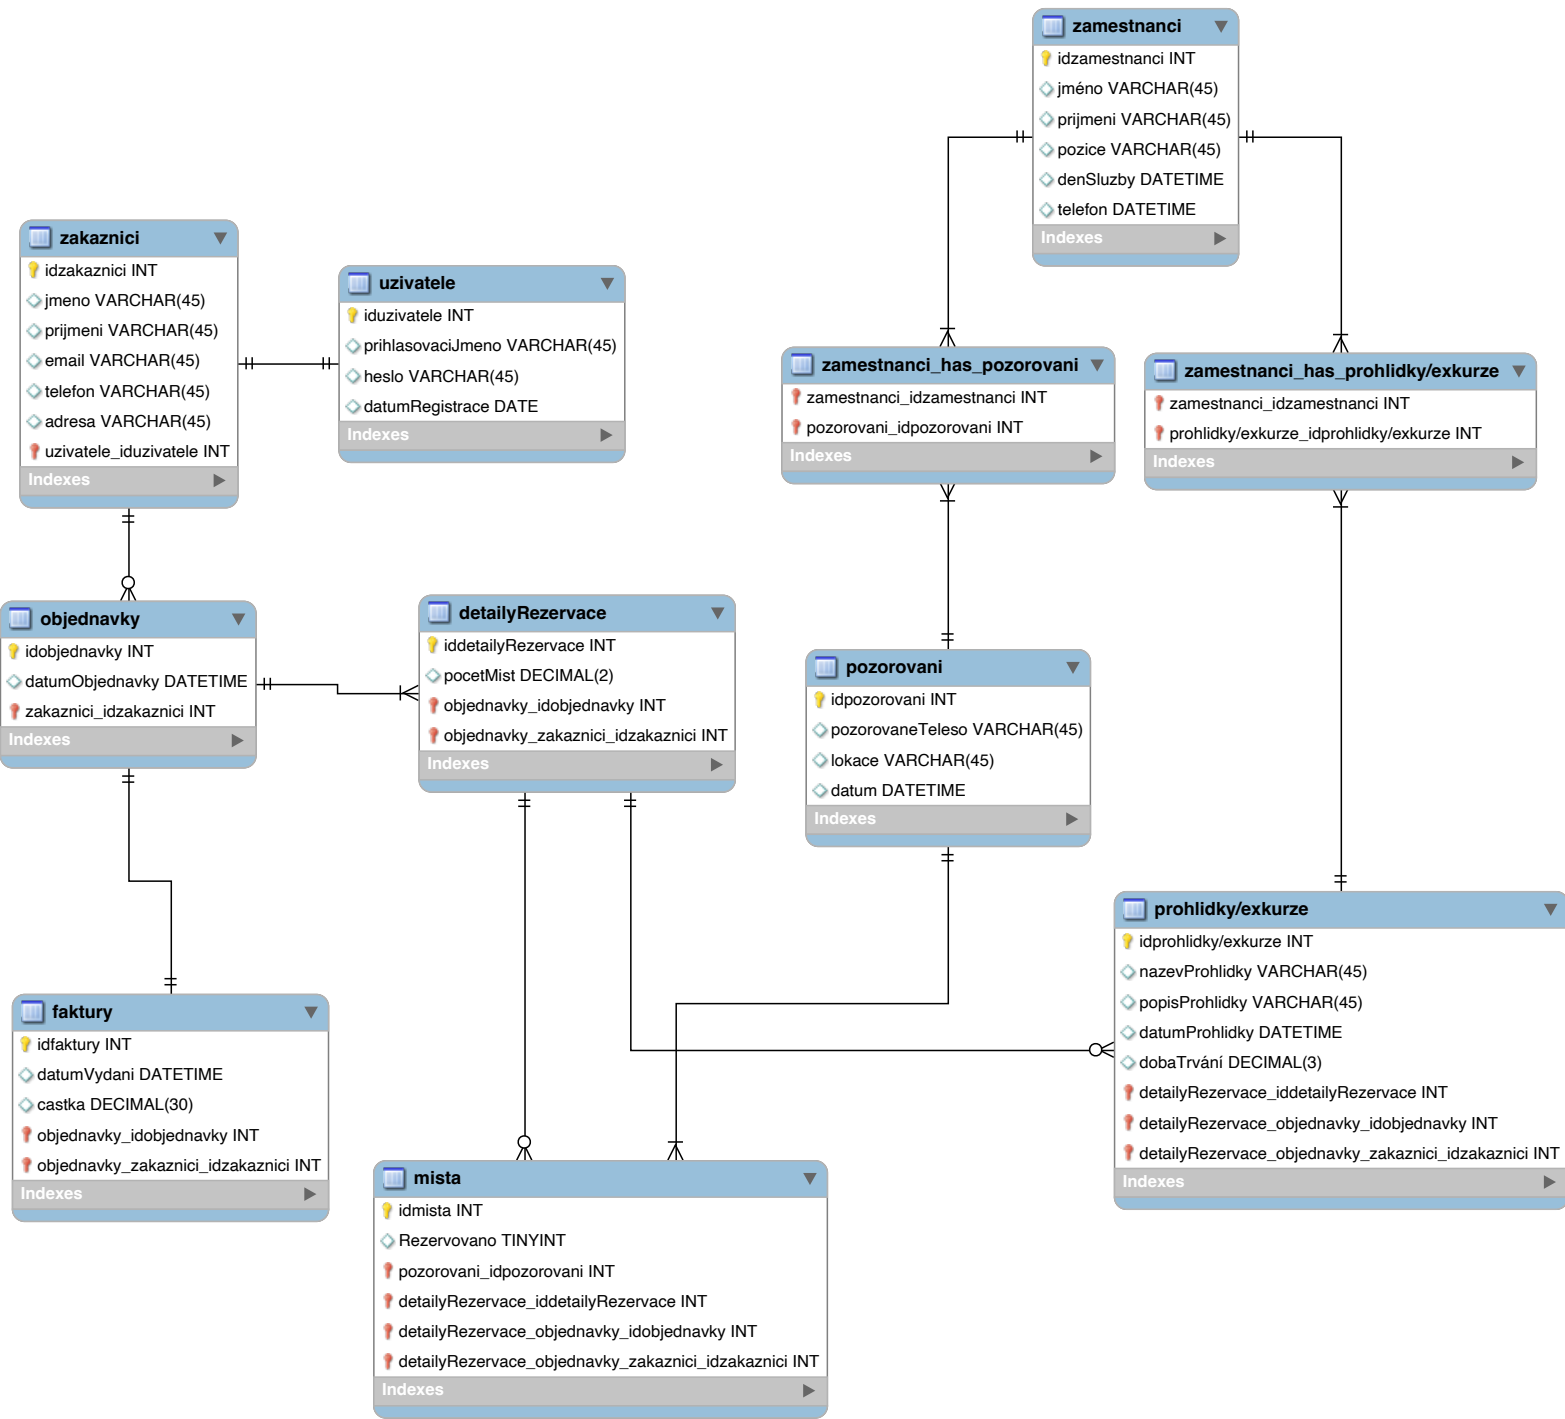 zamestnanci
idzamestnanci INT
jméno VARCHAR(45)
prijmeni VARCHAR(45)
pozice VARCHAR(45)
denSluzby DATETIME
telefon DATETIME
Indexes
zakaznici
idzakaznici INT
jmeno VARCHAR(45)
prijmeni VARCHAR(45)
email VARCHAR(45)
telefon VARCHAR(45)
adresa VARCHAR(45)
uzivatele_iduzivatele INT
Indexes
uzivatele
iduzivatele INT
prihlasovaciJmeno VARCHAR(45)
heslo VARCHAR(45)
datumRegistrace DATE
Indexes
zamestnanci_has_pozorovani
zamestnanci_idzamestnanci INT
pozorovani_idpozorovani INT
Indexes
zamestnanci_has_prohlidky/exkurze
zamestnanci_idzamestnanci INT
prohlidky/exkurze_idprohlidky/exkurze INT
Indexes
objednavky
idobjednavky INT
datumObjednavky DATETIME
zakaznici_idzakaznici INT
Indexes
detailyRezervace
iddetailyRezervace INT
pocetMist DECIMAL(2)
objednavky_idobjednavky INT
objednavky_zakaznici_idzakaznici INT
Indexes
pozorovani
idpozorovani INT
pozorovaneTeleso VARCHAR(45)
lokace VARCHAR(45)
datum DATETIME
Indexes
prohlidky/exkurze
idprohlidky/exkurze INT
nazevProhlidky VARCHAR(45)
popisProhlidky VARCHAR(45)
datumProhlidky DATETIME
dobaTrvání DECIMAL(3)
detailyRezervace_iddetailyRezervace INT
detailyRezervace_objednavky_idobjednavky INT
detailyRezervace_objednavky_zakaznici_idzakaznici INT
Indexes
faktury
idfaktury INT
datumVydani DATETIME
castka DECIMAL(30)
objednavky_idobjednavky INT
objednavky_zakaznici_idzakaznici INT
Indexes
mista
idmista INT
Rezervovano TINYINT
pozorovani_idpozorovani INT
detailyRezervace_iddetailyRezervace INT
detailyRezervace_objednavky_idobjednavky INT
detailyRezervace_objednavky_zakaznici_idzakaznici INT
Indexes